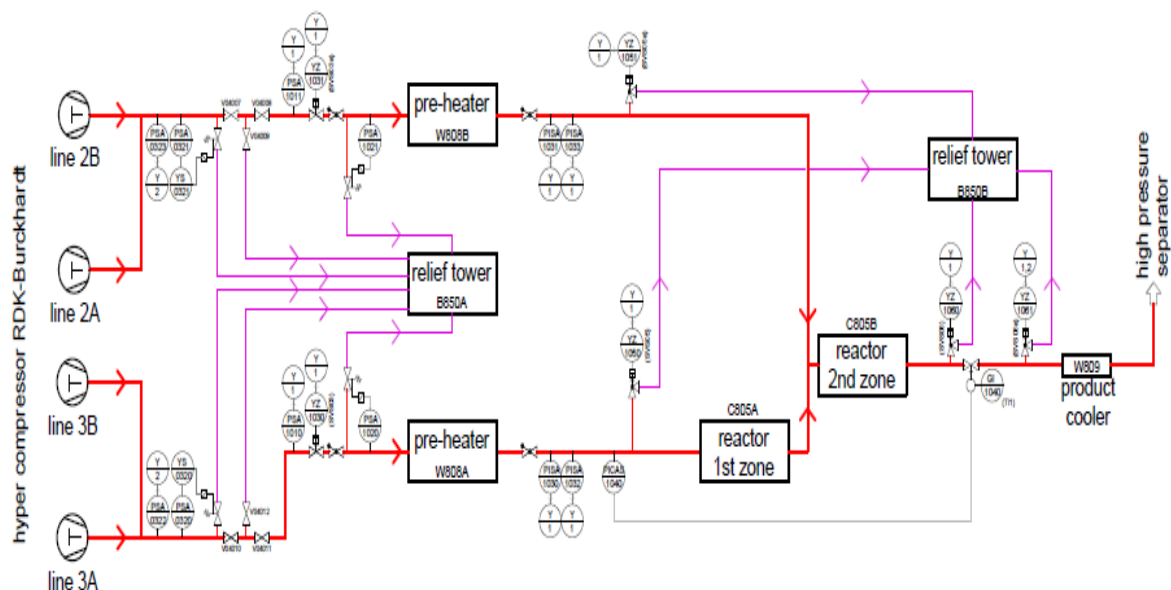 hyper compressor RDK-Burckhardt
line 2B
line 2A
line 3B
line 3A
PSA
0323
PSA
0321
Y
2
YS
0321
V04007
V04008
V04009
Y
1
PSA
1011
Y
1
YZ
1031
PSA
1021
pre-heater
W808B
PISA
1031
PISA
1033
Y
1
Y
1
Y
1
YZ
1051
relief tower
B850B
relief tower
B850A
Y
1
YZ
1050
Y
1
YZ
1060
Y
1,2
YZ
1061
high pressure
separator
C805B
reactor
2nd zone
W809
product
cooler
GI
1040
(TI1)
C805A
reactor
1st zone
Y
1
PSA
1010
Y
1
YZ
1030
PSA
1020
pre-heater
W808A
PISA
1030
PISA
1032
Y
1
Y
1
PICAS
1040
Y
2
YS
0320
PSA
0322
PSA
0320
V04012
V04010
V04011